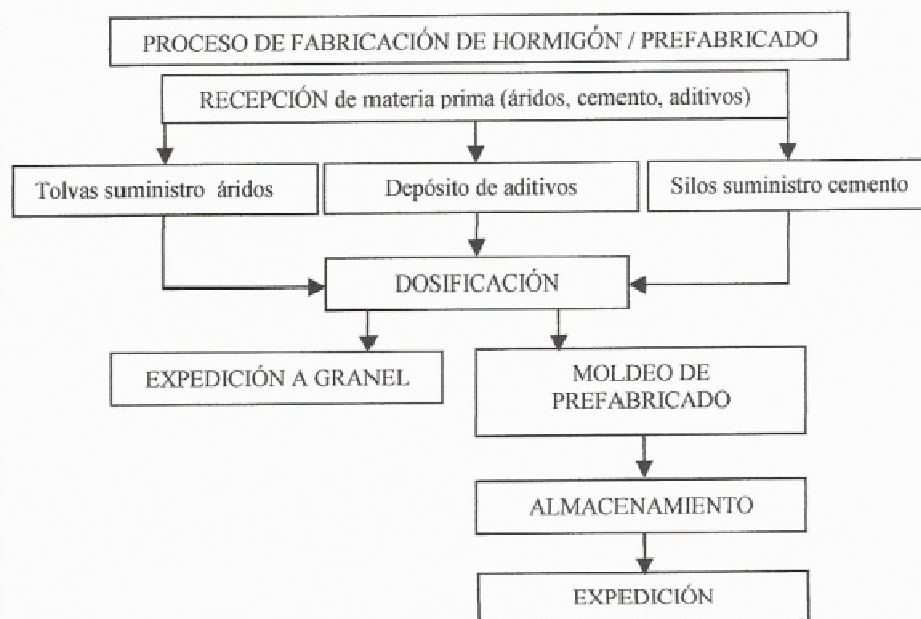 PROCESO DE FABRICACIÓN DE HORMIGÓN / PREFABRICADO
RECEPCIÓN de materia prima (áridos, cemento, aditivos)
Tolvas suministro áridos
Depósito de aditivos
Silos suministro cemento
DOSIFICACIÓN
EXPEDICIÓN A GRANEL
MOLDEO DE
PREFABRICADO
ALMACENAMIENTO
EXPEDICIÓN